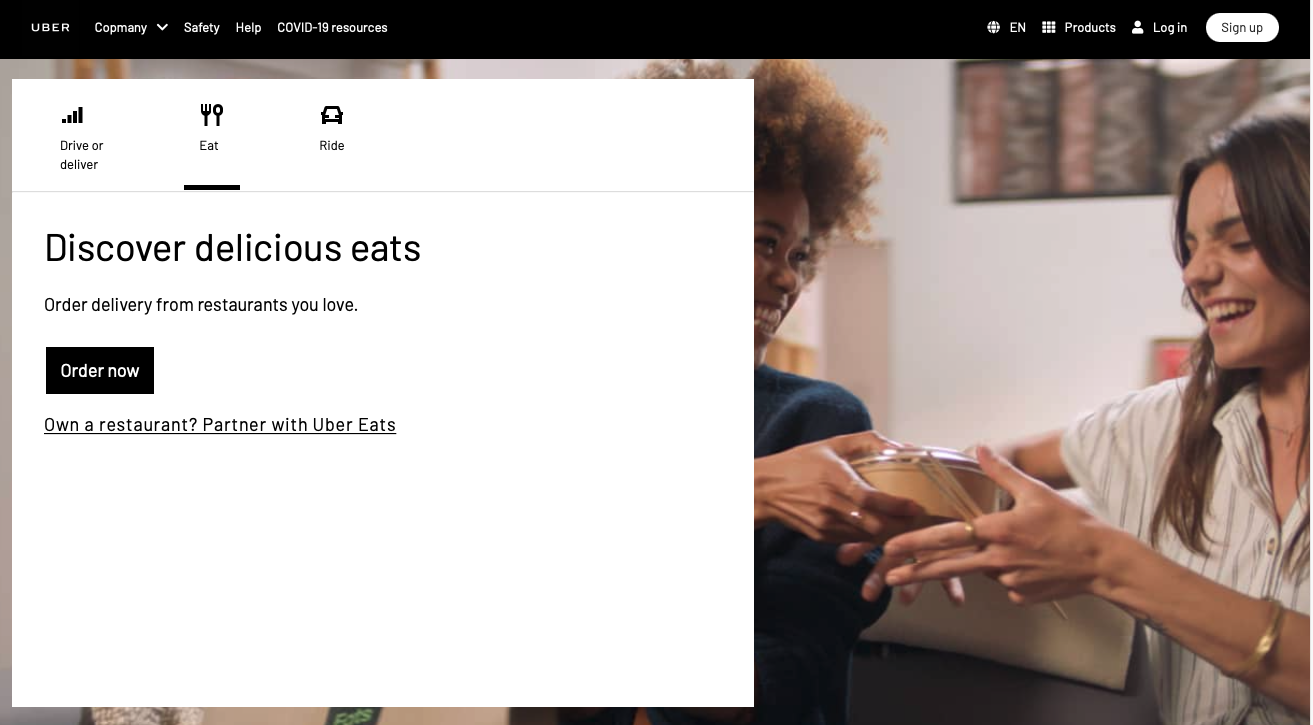 UBER
Copmany
Safety
Help
COVID-19 resources
EN
Products
Log in
Sign up
Drive or
deliver
Eat
Ride
Discover delicious eats
Order delivery from restaurants you love.
Order now
Own a restaurant? Partner with Uber Eats
Eats